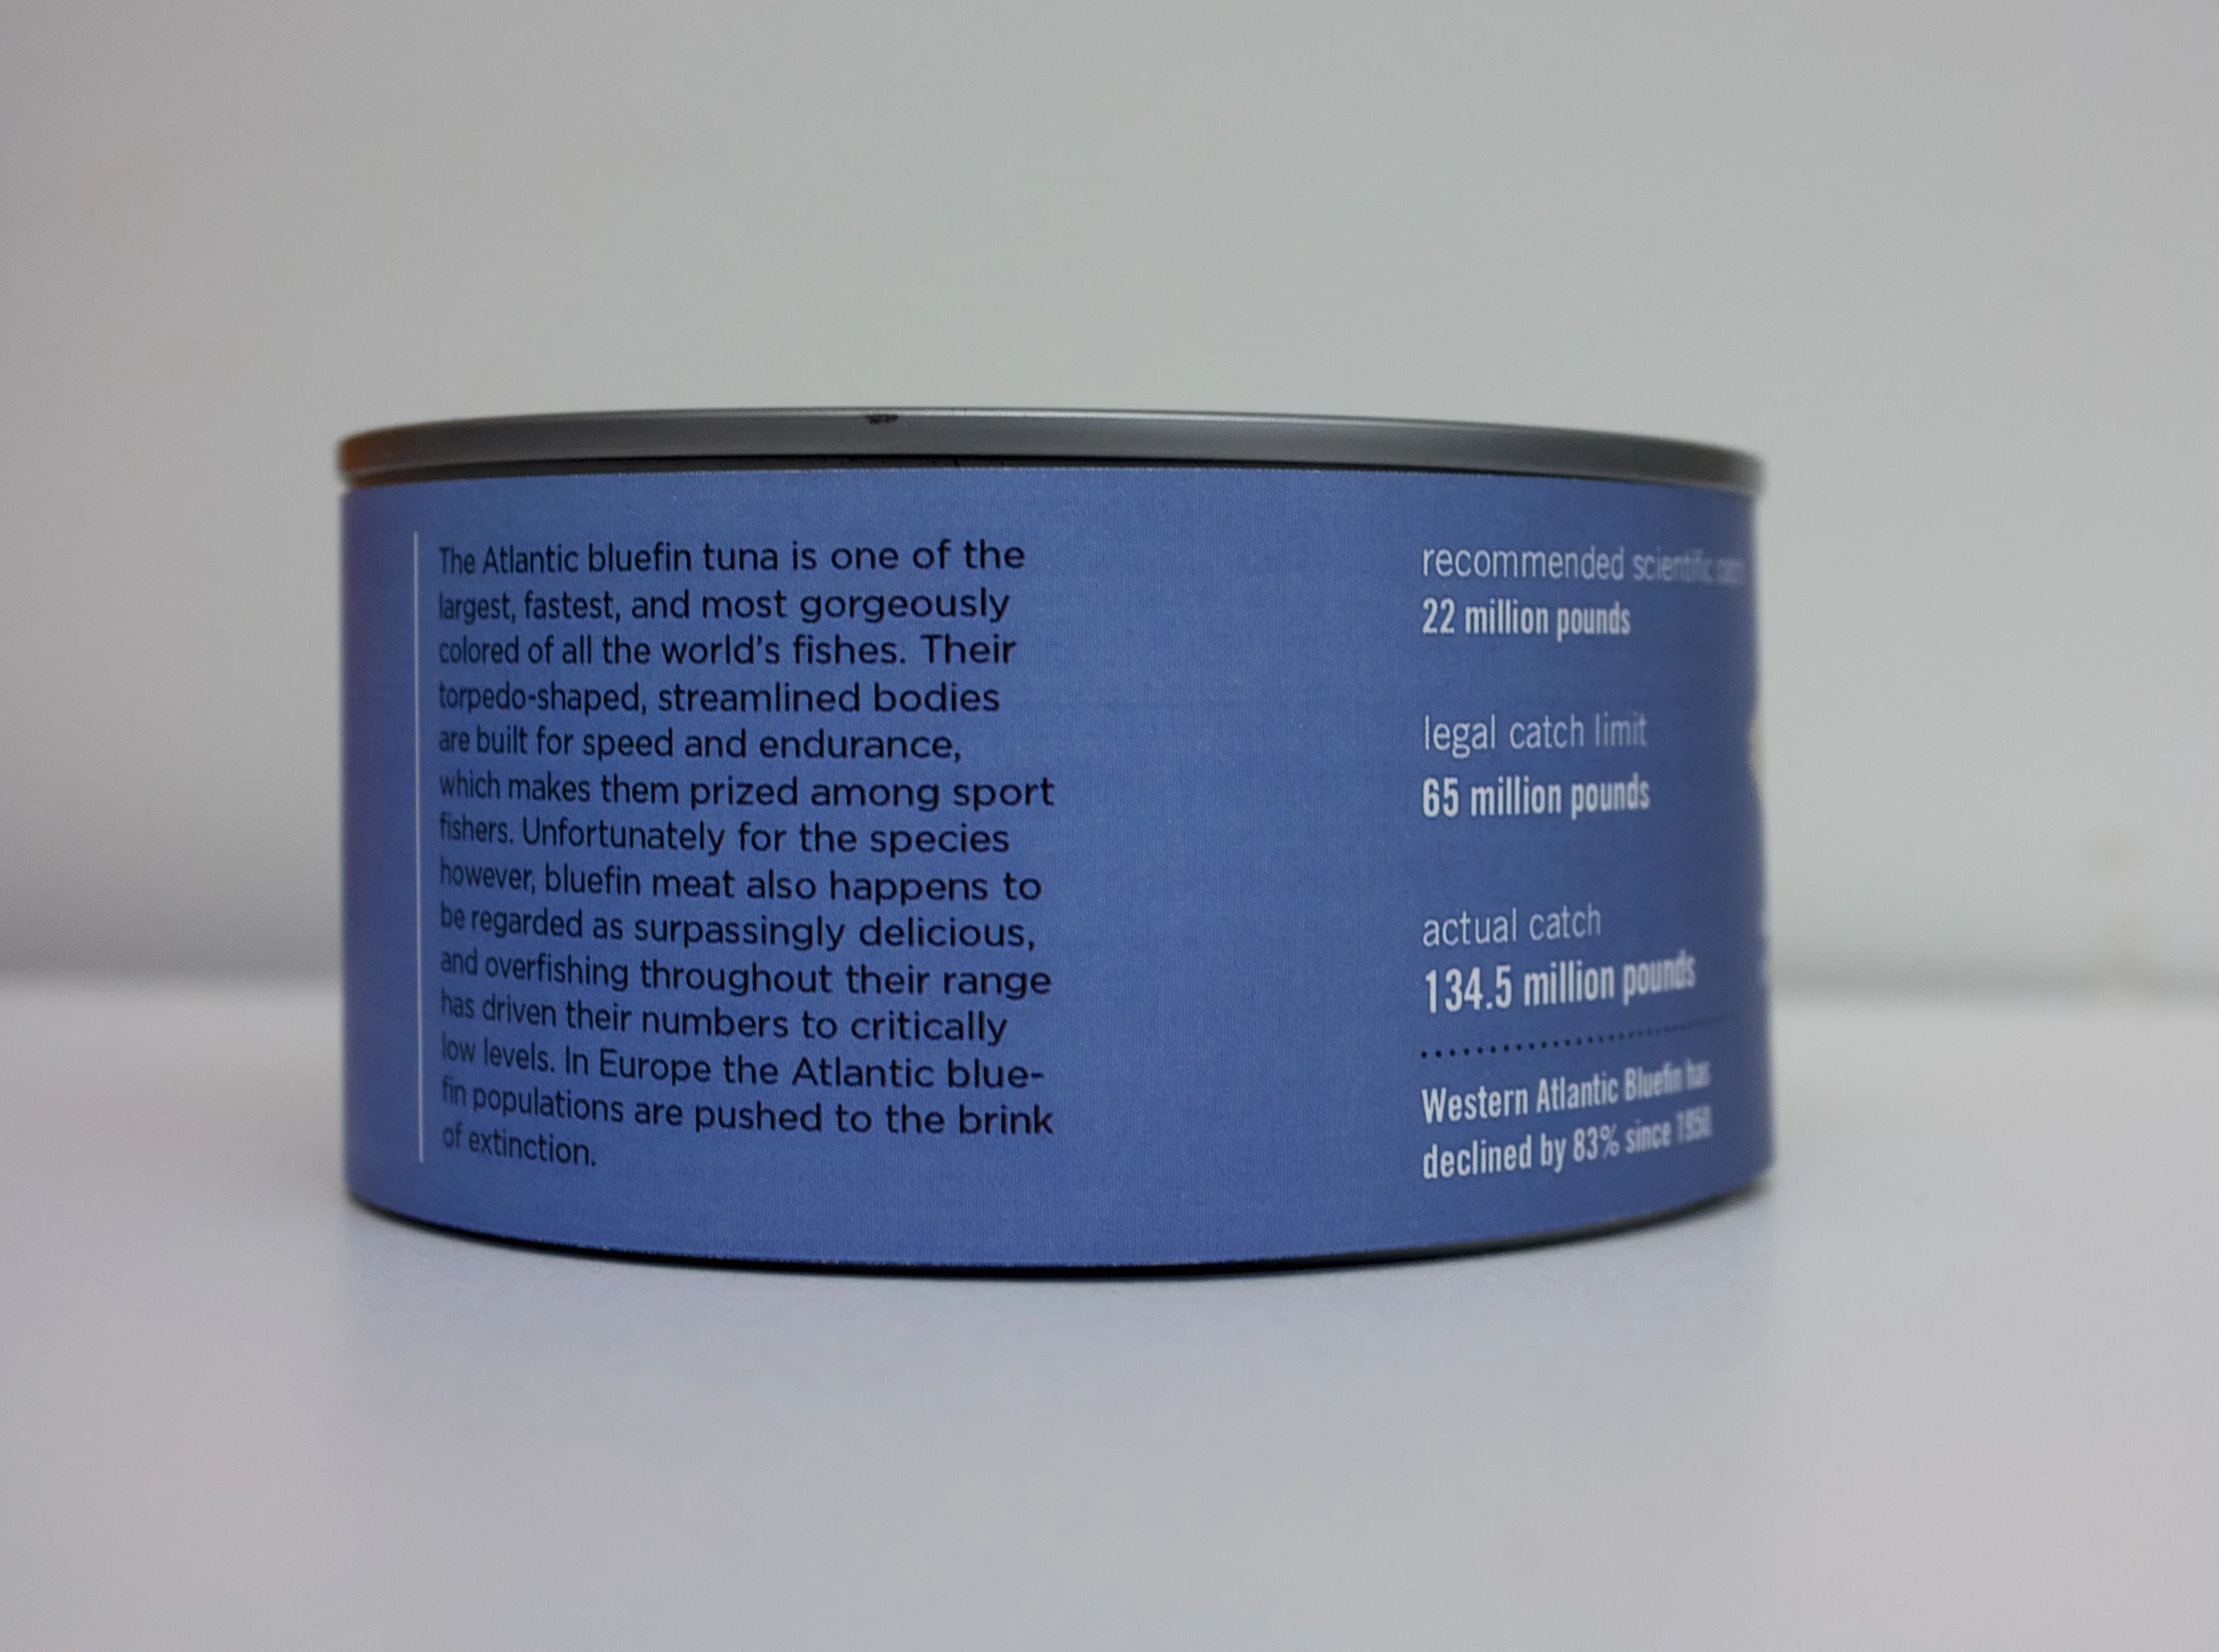 The Atlantic bluefin tuna is one of the
largest, fastest, and most gorgeously
colored of all the world's fishes. Their
torpedo-shaped, streamlined bodies
are built for speed and endurance,
which makes them prized among sport
fishers. Unfortunately for the species
however, bluefin meat also happens to
be regarded as surpassingly delicious,
and overfishing throughout their range
has driven their numbers to critically
low levels. In Europe the Atlantic blue-
fin populations are pushed to the brink
of extinction.
recommended scientific catch
22 million pounds
legal catch limit
65 million pounds
actual catch
134.5 million pounds
Western Atlantic Bluefin has
declined by 83% since 1950